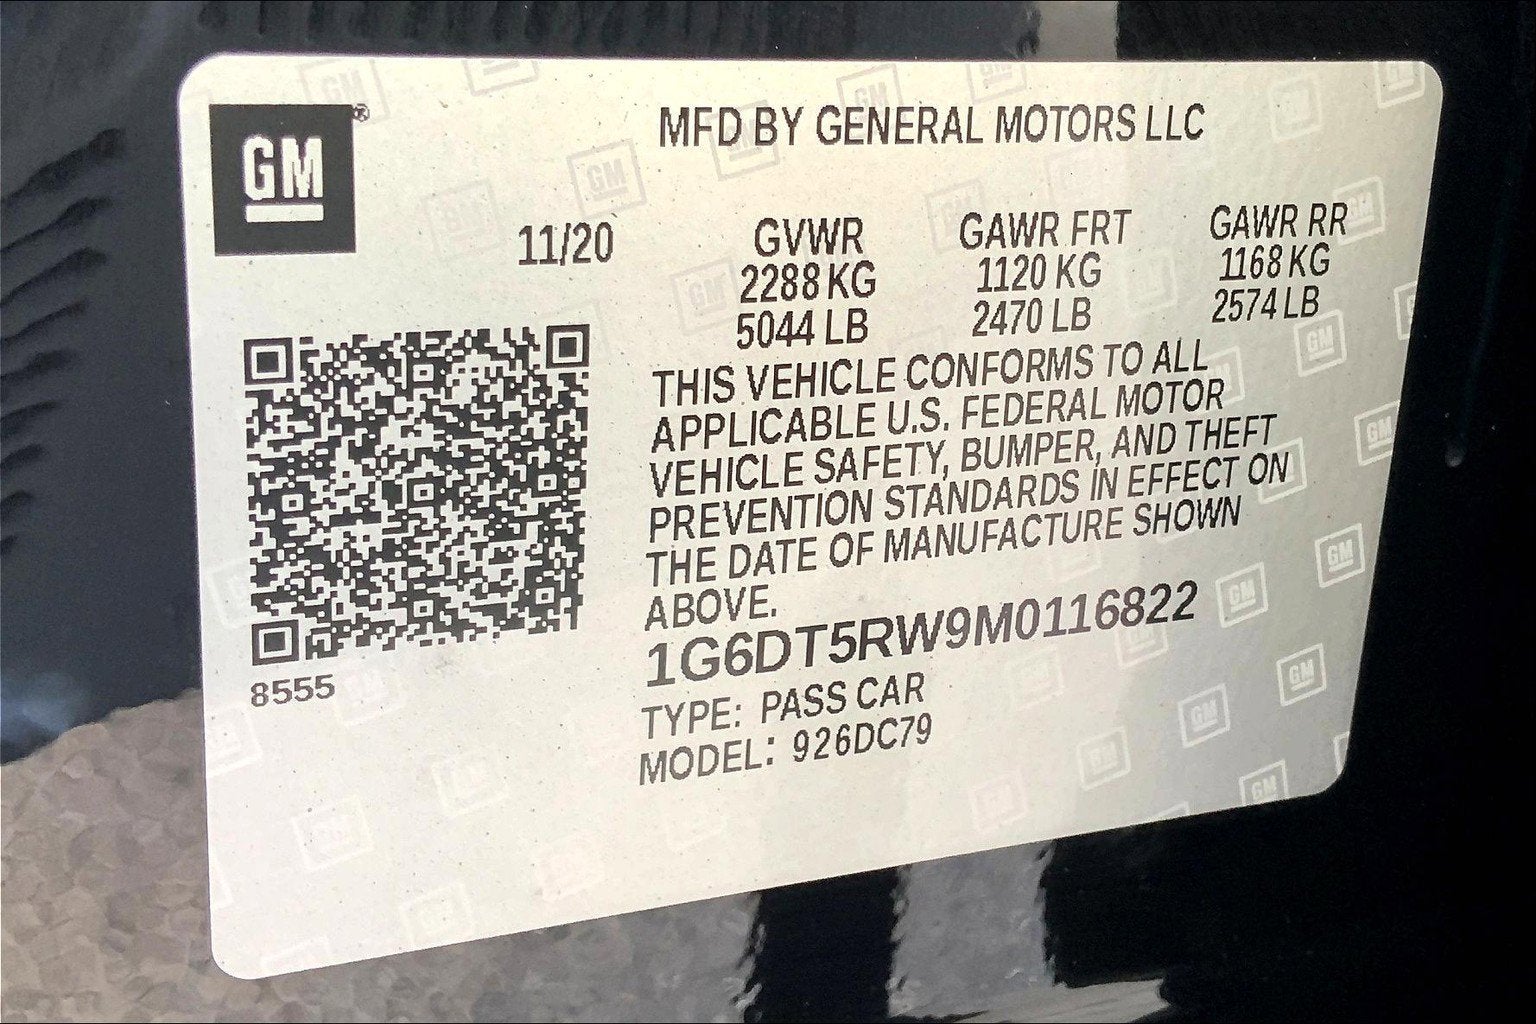 GM®
MFD BY GENERAL MOTORS LLC
11/20
GVWR GAWR FRT GAWR RR
2288 KG 1120 KG 1168 KG
5044 LB 2470 LB 2574 LB
THIS VEHICLE CONFORMS TO ALL
APPLICABLE U.S. FEDERAL MOTOR
VEHICLE SAFETY, BUMPER, AND THEFT
PREVENTION STANDARDS IN EFFECT ON
THE DATE OF MANUFACTURE SHOWN
ABOVE.
1G6DT5RW9M0116822
TYPE: PASS CAR
MODEL: 926DC79
8555